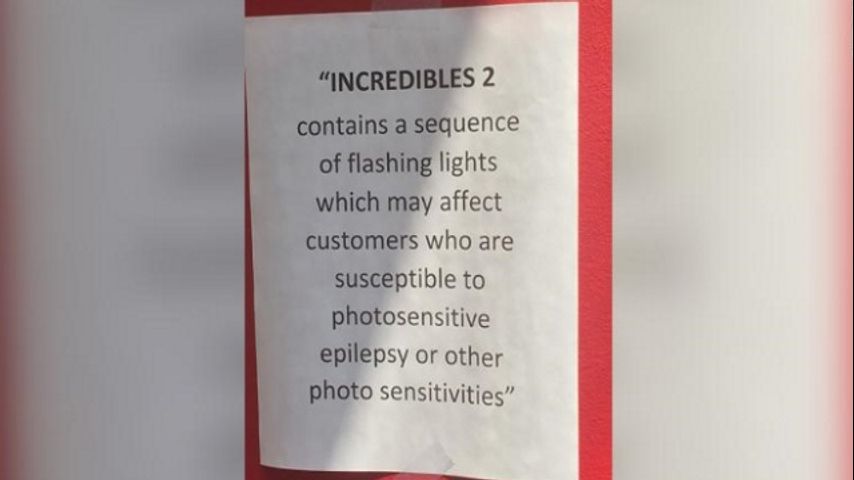 “INCREDIBLES 2
contains a sequence
of flashing lights
which may affect
customers who are
susceptible to
photosensitive
epilepsy or other
photo sensitivities”